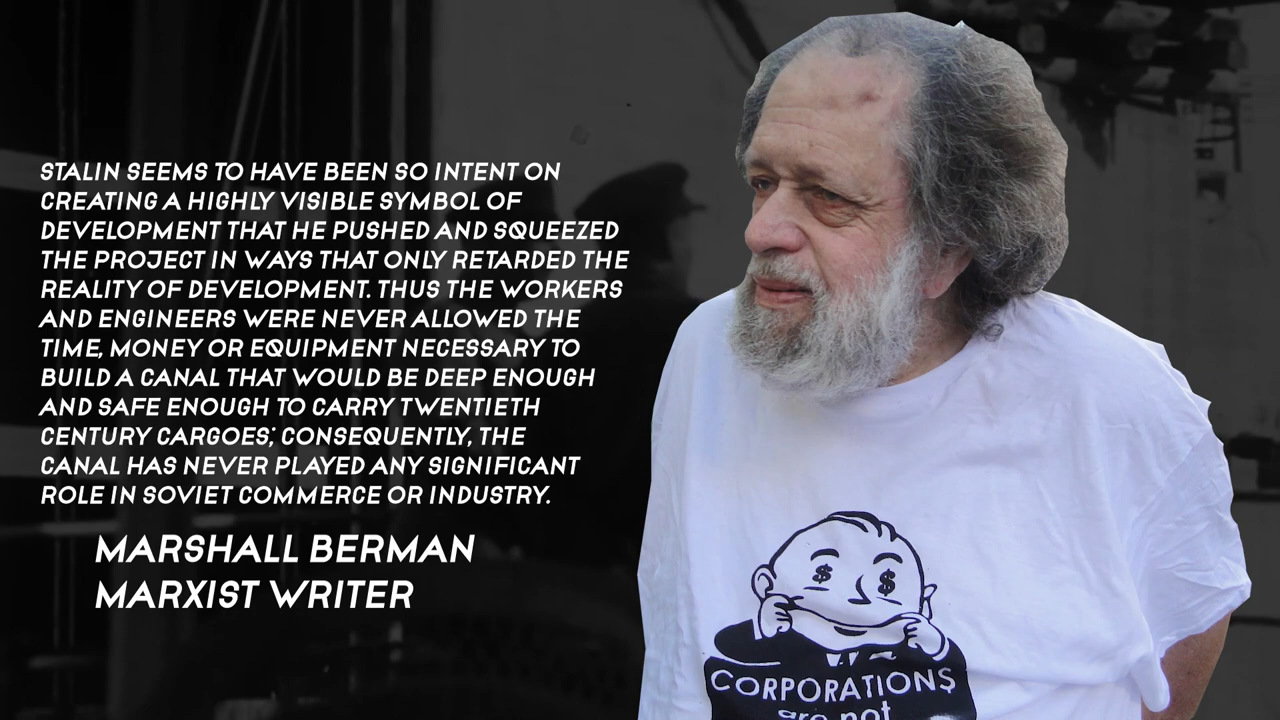 STALIN SEEMS TO HAVE BEEN SO INTENT ON
CREATING A HIGHLY VISIBLE SYMBOL OF
DEVELOPMENT THAT HE PUSHED AND SQUEEZED
THE PROJECT IN WAYS THAT ONLY RETARDED THE
REALITY OF DEVELOPMENT. THUS THE WORKERS
AND ENGINEERS WERE NEVER ALLOWED THE
TIME, MONEY OR EQUIPMENT NECESSARY TO
BUILD A CANAL THAT WOULD BE DEEP ENOUGH
AND SAFE ENOUGH TO CARRY TWENTIETH
CENTURY CARGOES; CONSEQUENTLY, THE
CANAL HAS NEVER PLAYED ANY SIGNIFICANT
ROLE IN SOVIET COMMERCE OR INDUSTRY.
MARSHALL BERMAN
MARXIST WRITER
$ $
CORPORATION$
are not